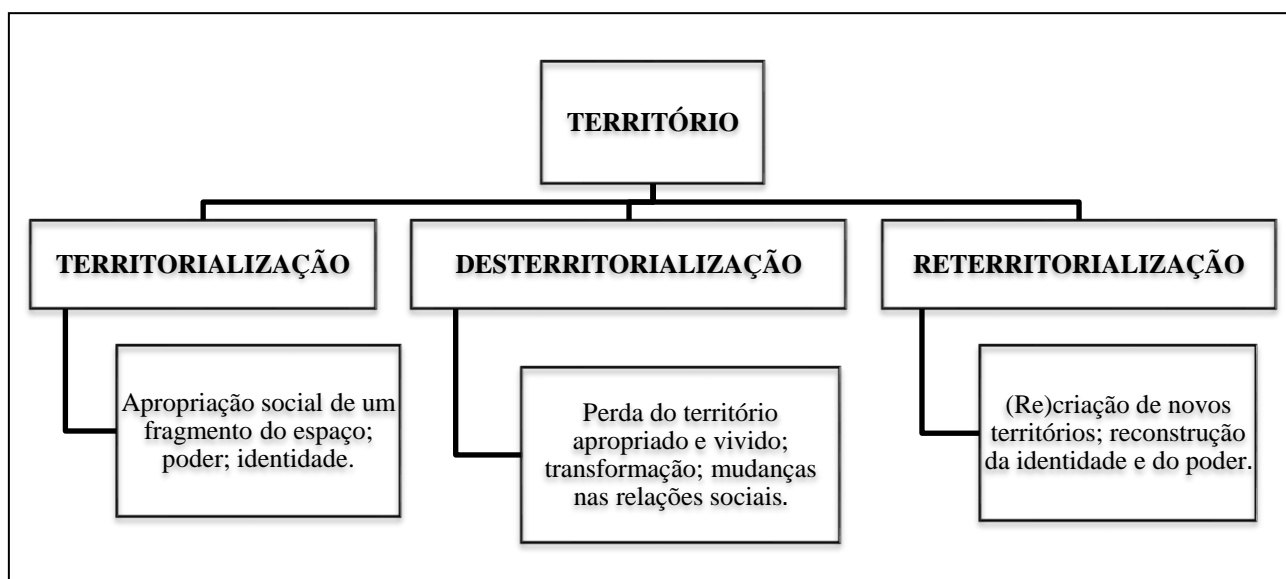 TERRITÓRIO
TERRITORIALIZAÇÃO
DESTERRITORIALIZAÇÃO
RETERRITORIALIZAÇÃO
Apropriação social de um
fragmento do espaço;
poder; identidade.
Perda do território
apropriado e vivido;
transformação; mudanças
nas relações sociais.
(Re)criação de novos
territórios; reconstrução
da identidade e do poder.